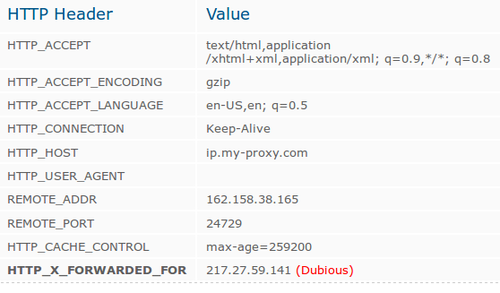 HTTP Header Value
HTTP_ACCEPT text/html,application
/xhtml+xml,application/xml; q=0.9,*/*; q=0.8
HTTP_ACCEPT_ENCODING gzip
HTTP_ACCEPT_LANGUAGE en-US,en; q=0.5
HTTP_CONNECTION Keep-Alive
HTTP_HOST ip.my-proxy.com
HTTP_USER_AGENT
REMOTE_ADDR 162.158.38.165
REMOTE_PORT 24729
HTTP_CACHE_CONTROL max-age=259200
HTTP_X_FORWARDED_FOR 217.27.59.141 (Dubious)